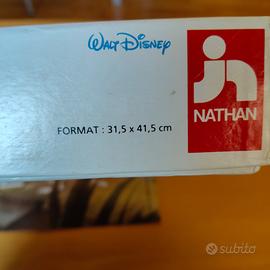 WALT DISNEY
NATHAN
FORMAT : 31,5 x 41,5 cm
subito